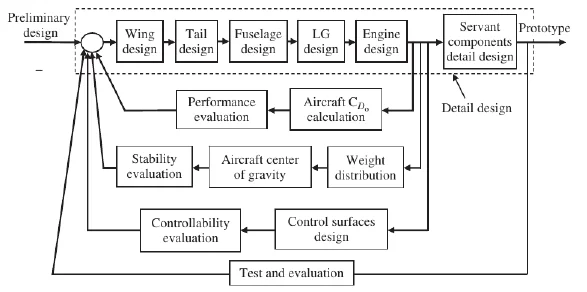 Preliminary
design
–
Wing
design
Tail
design
Fuselage
design
LG
design
Engine
design
Servant
components
detail design
Prototype
Detail design
Performance
evaluation
Aircraft C_D₀
calculation
Stability
evaluation
Aircraft center
of gravity
Weight
distribution
Controllability
evaluation
Control surfaces
design
Test and evaluation